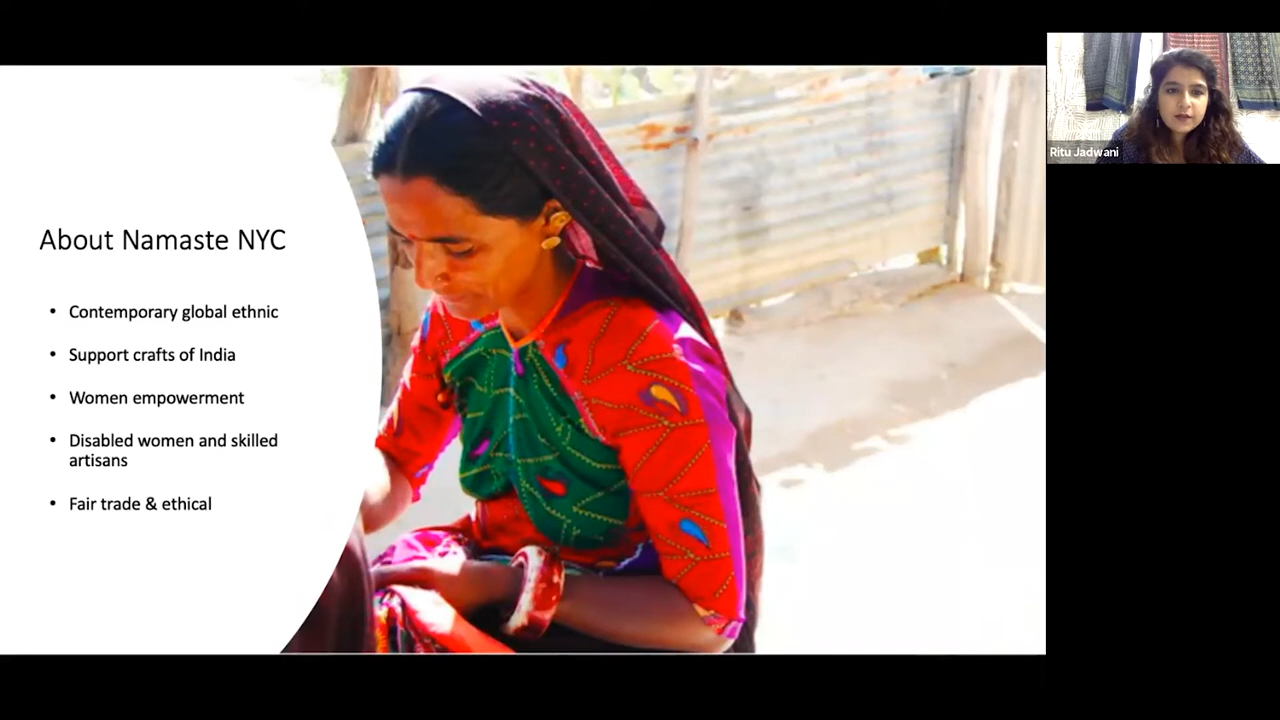 About Namaste NYC
• Contemporary global ethnic
• Support crafts of India
• Women empowerment
• Disabled women and skilled
artisans
• Fair trade & ethical
Ritu Jadwani